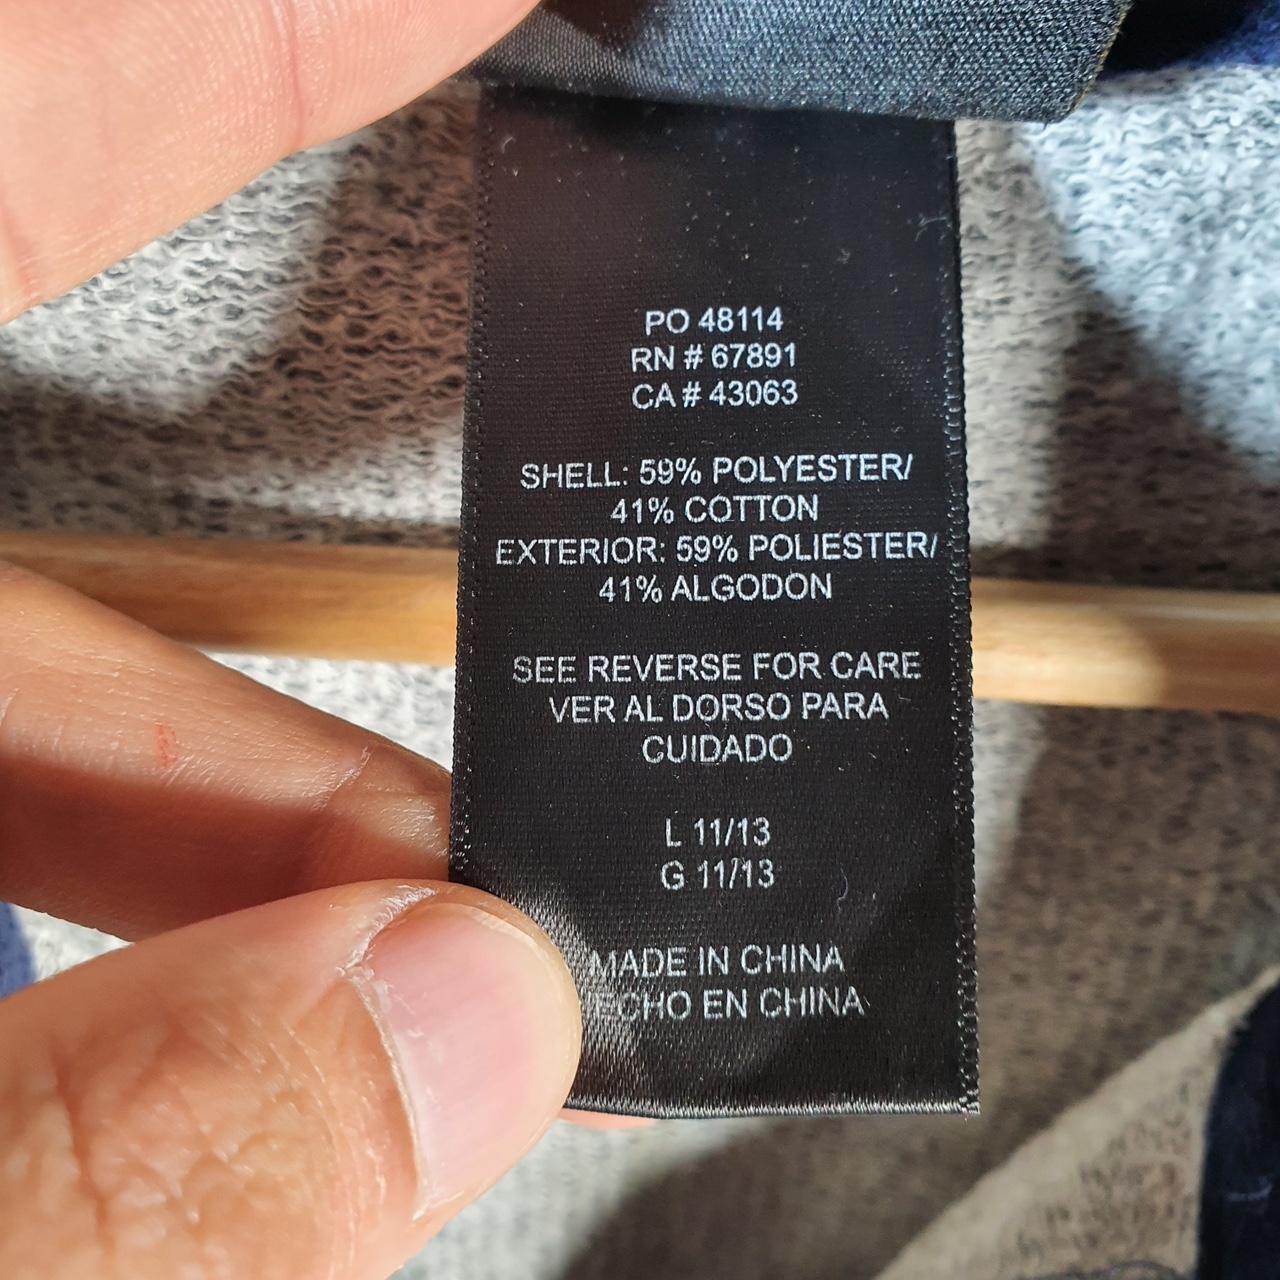 PO 48114
RN # 67891
CA # 43063
SHELL: 59% POLYESTER/
41% COTTON
EXTERIOR: 59% POLIESTER/
41% ALGODON
SEE REVERSE FOR CARE
VER AL DORSO PARA
CUIDADO
L 11/13
G 11/13
MADE IN CHINA
ECHO EN CHINA